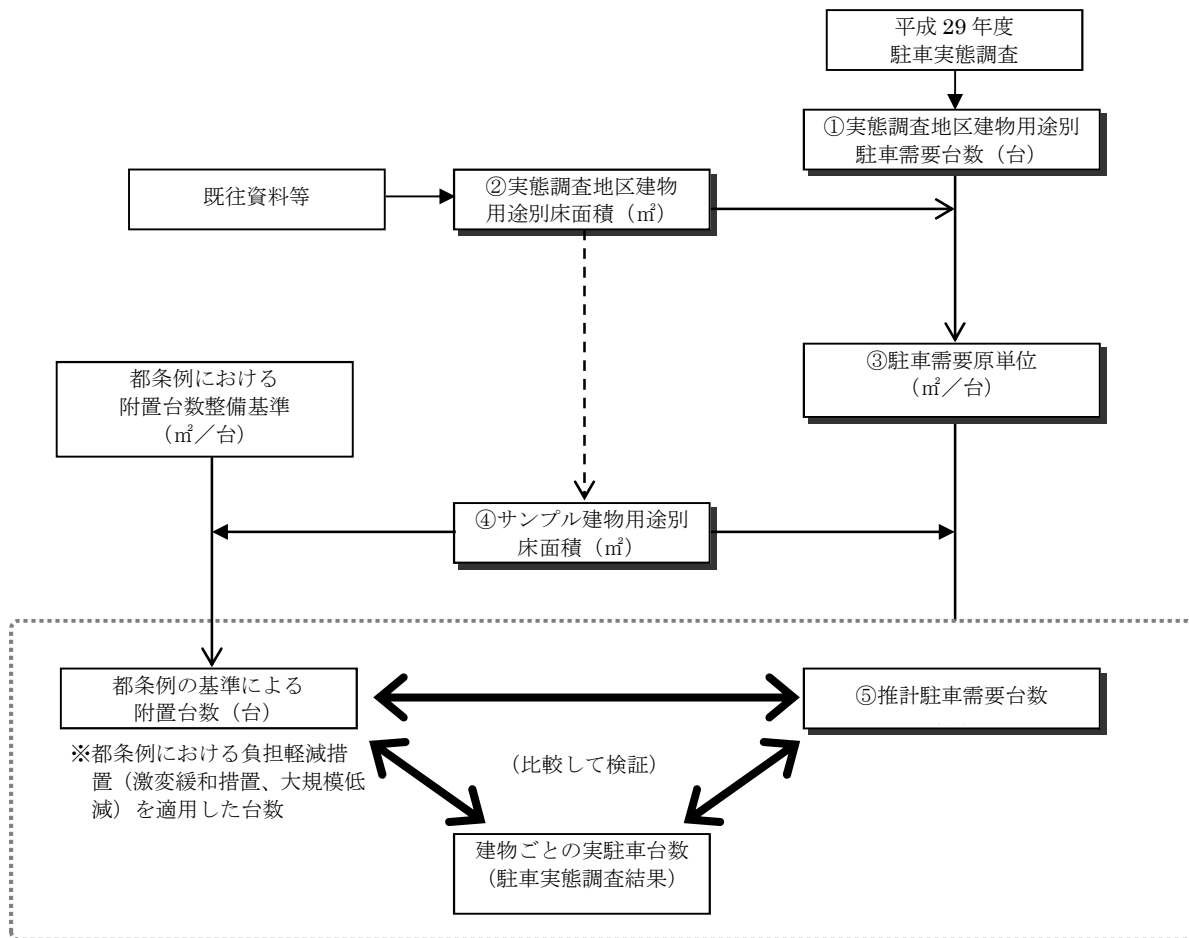 平成 29 年度
駐車実態調査
①実態調査地区建物用途別
駐車需要台数（台）
既往資料等
②実態調査地区建物
用途別床面積（㎡）
③駐車需要原単位
（㎡／台）
都条例における
附置台数整備基準
（㎡／台）
④サンプル建物用途別
床面積（㎡）
都条例の基準による
附置台数（台）
⑤推計駐車需要台数
※都条例における負担軽減措
置（激変緩和措置、大規模低
減）を適用した台数
（比較して検証）
建物ごとの実駐車台数
（駐車実態調査結果）